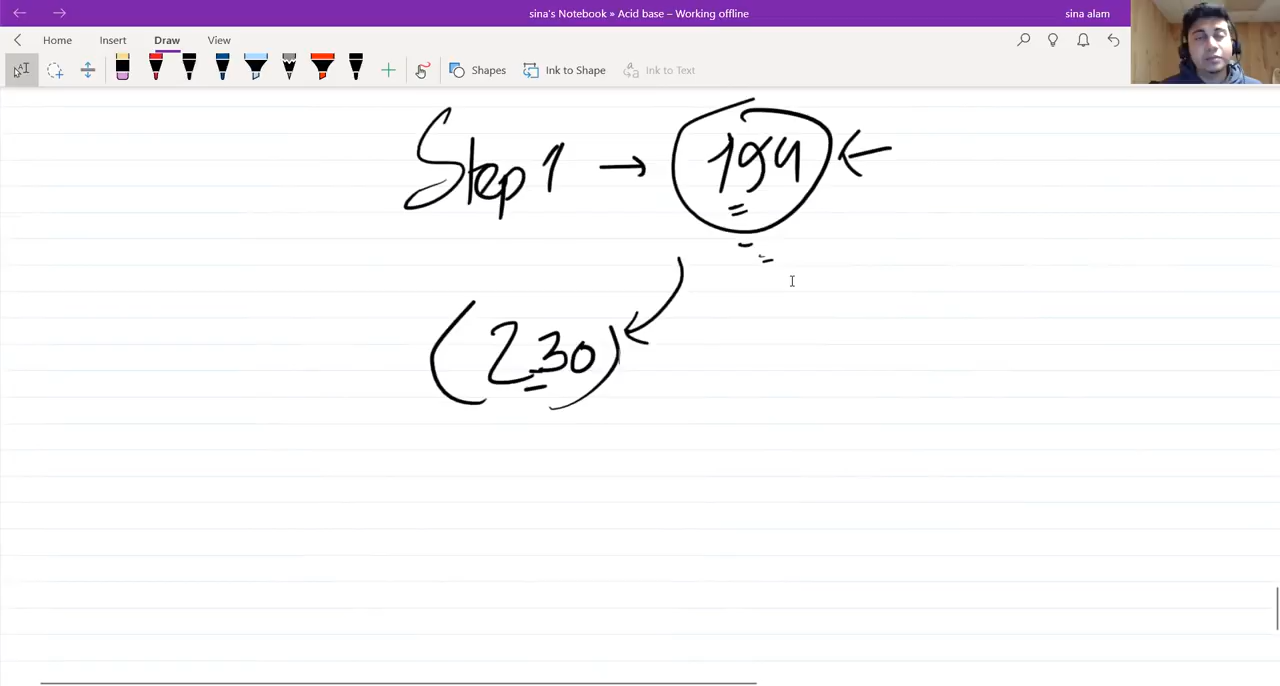 sina's Notebook » Acid base – Working offline
sina alam
Home Insert Draw View
Shapes Ink to Shape Ink to Text
Step 1 → 194 ←
(230)